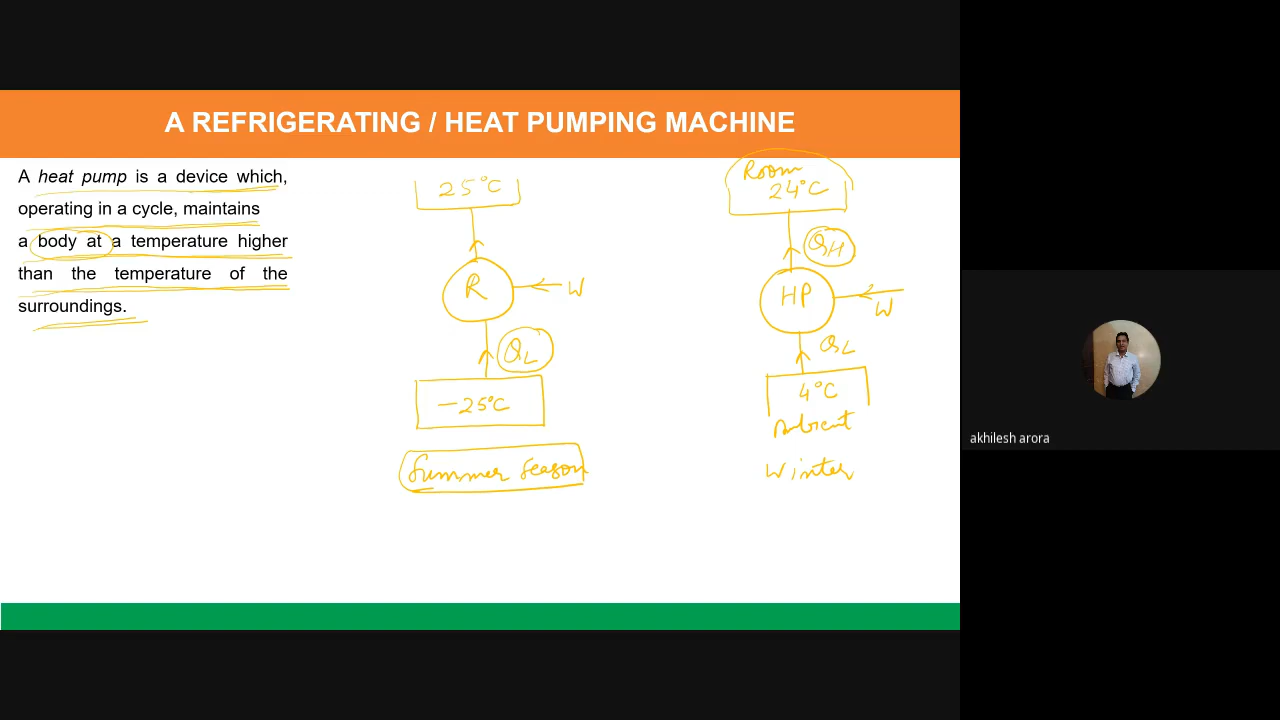 A REFRIGERATING / HEAT PUMPING MACHINE
A heat pump is a device which,
operating in a cycle, maintains
a body at a temperature higher
than the temperature of the
surroundings.
25°C
R
W
QL
-25°C
Summer Season
Room
24°C
QH
HP
W
QL
4°C
Ambient
Winter
akhilesh arora